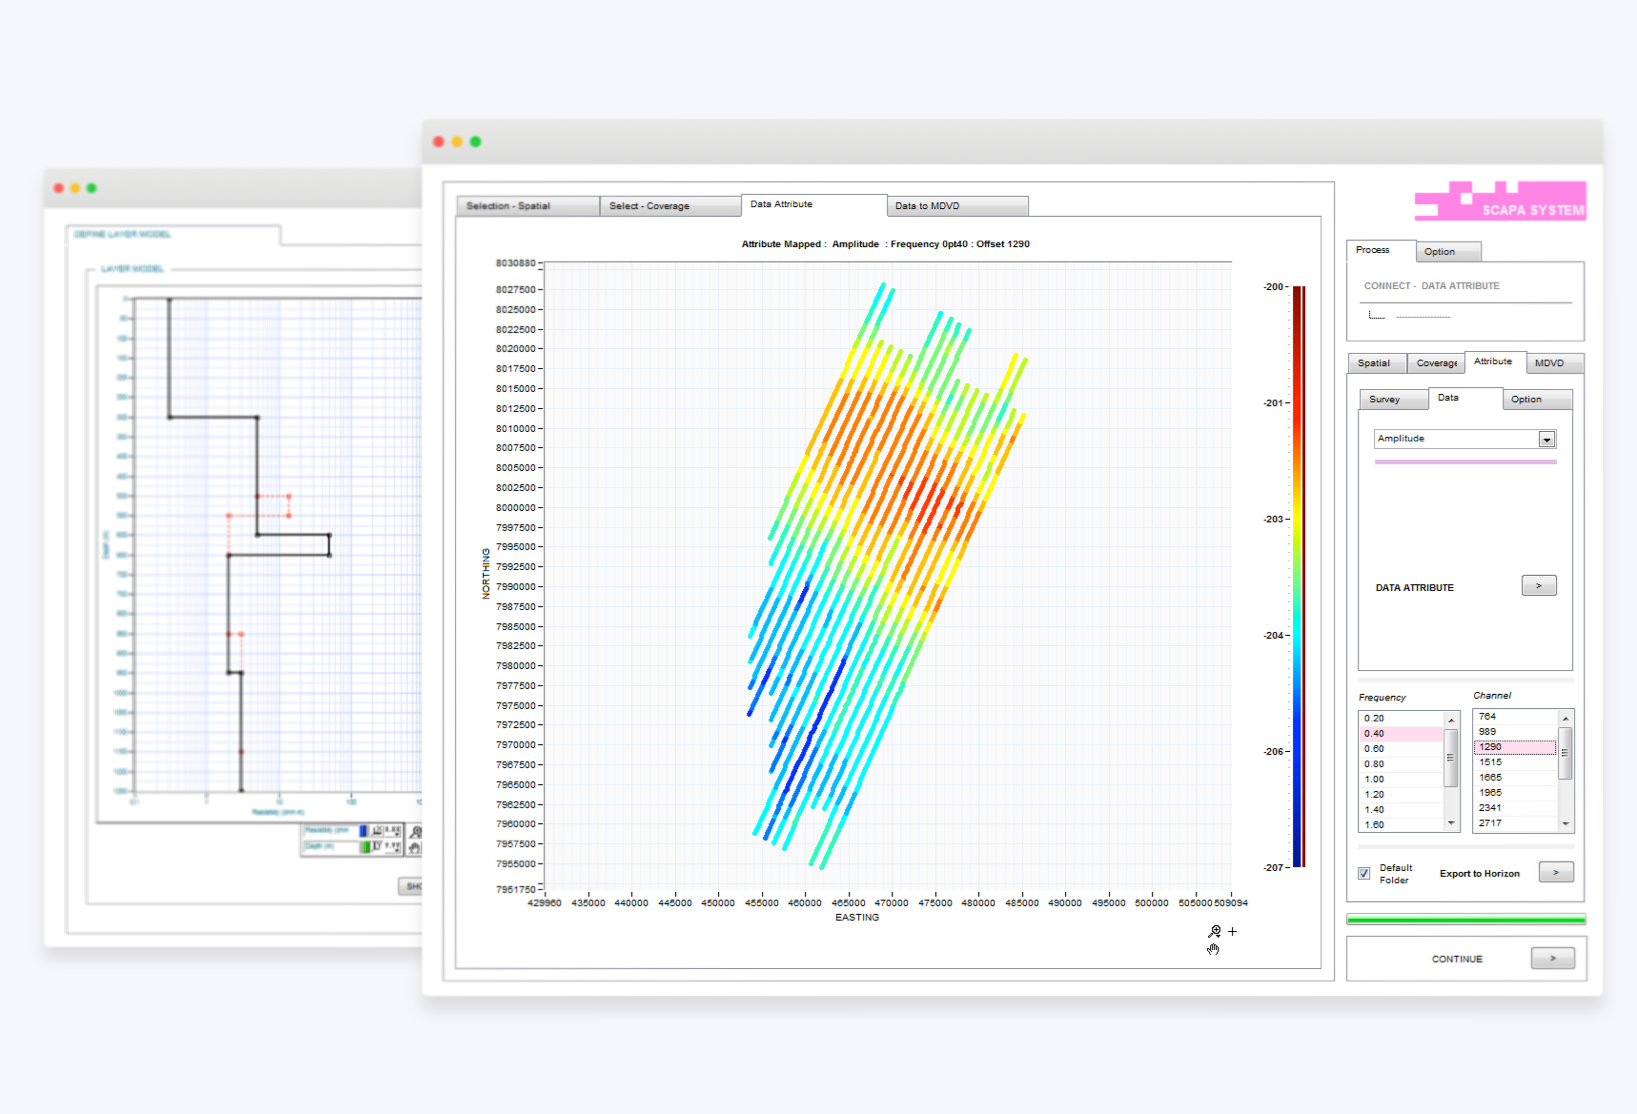 DEFINE LAYER MODEL
LAYER MODEL
Depth (m)
Resistivity (ohm m)
Resistivity (ohm
Depth (m)
SHO
Selection - Spatial
Select - Coverage
Data Attribute
Data to MDVD
Attribute Mapped : Amplitude : Frequency 0pt40 : Offset 1290
8030880
8027500
8025000
8022500
8020000
8017500
8015000
8012500
8010000
8007500
8005000
8002500
8000000
7997500
7995000
7992500
7990000
7987500
7985000
7982500
7980000
7977500
7975000
7972500
7970000
7967500
7965000
7962500
7960000
7957500
7955000
7951750
NORTHING
429960 435000 440000 445000 450000 455000 460000 465000 470000 475000 480000 485000 490000 495000 500000 505000 509094
EASTING
-200
-201
-203
-204
-206
-207
SCAPA SYSTEM
Process
Option
CONNECT - DATA ATTRIBUTE
Spatial
Coverage
Attribute
MDVD
Survey
Data
Option
Amplitude
DATA ATTRIBUTE
>
Frequency
0.20
0.40
0.60
0.80
1.00
1.20
1.40
1.60
Channel
764
989
1290
1515
1665
1965
2341
2717
Default
Folder
Export to Horizon
>
CONTINUE
>